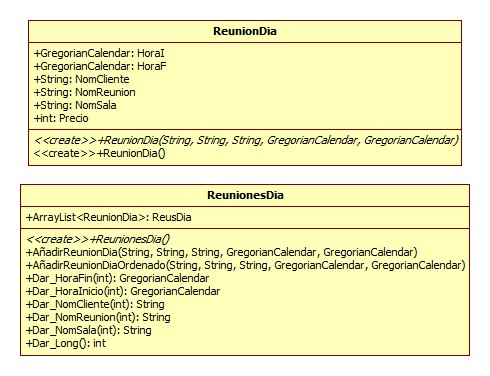 ReunionDia
+GregorianCalendar: HoraI
+GregorianCalendar: HoraF
+String: NomCliente
+String: NomReunion
+String: NomSala
+int: Precio
<<create>>+ReunionDia(String, String, String, GregorianCalendar, GregorianCalendar)
<<create>>+ReunionDia()
ReunionesDia
+ArrayList<ReunionDia>: ReusDia
<<create>>+ReunionesDia()
+AñadirReunionDia(String, String, String, GregorianCalendar, GregorianCalendar)
+AñadirReunionDiaOrdenado(String, String, String, GregorianCalendar, GregorianCalendar)
+Dar_HoraFin(int): GregorianCalendar
+Dar_HoraInicio(int): GregorianCalendar
+Dar_NomCliente(int): String
+Dar_NomReunion(int): String
+Dar_NomSala(int): String
+Dar_Long(): int